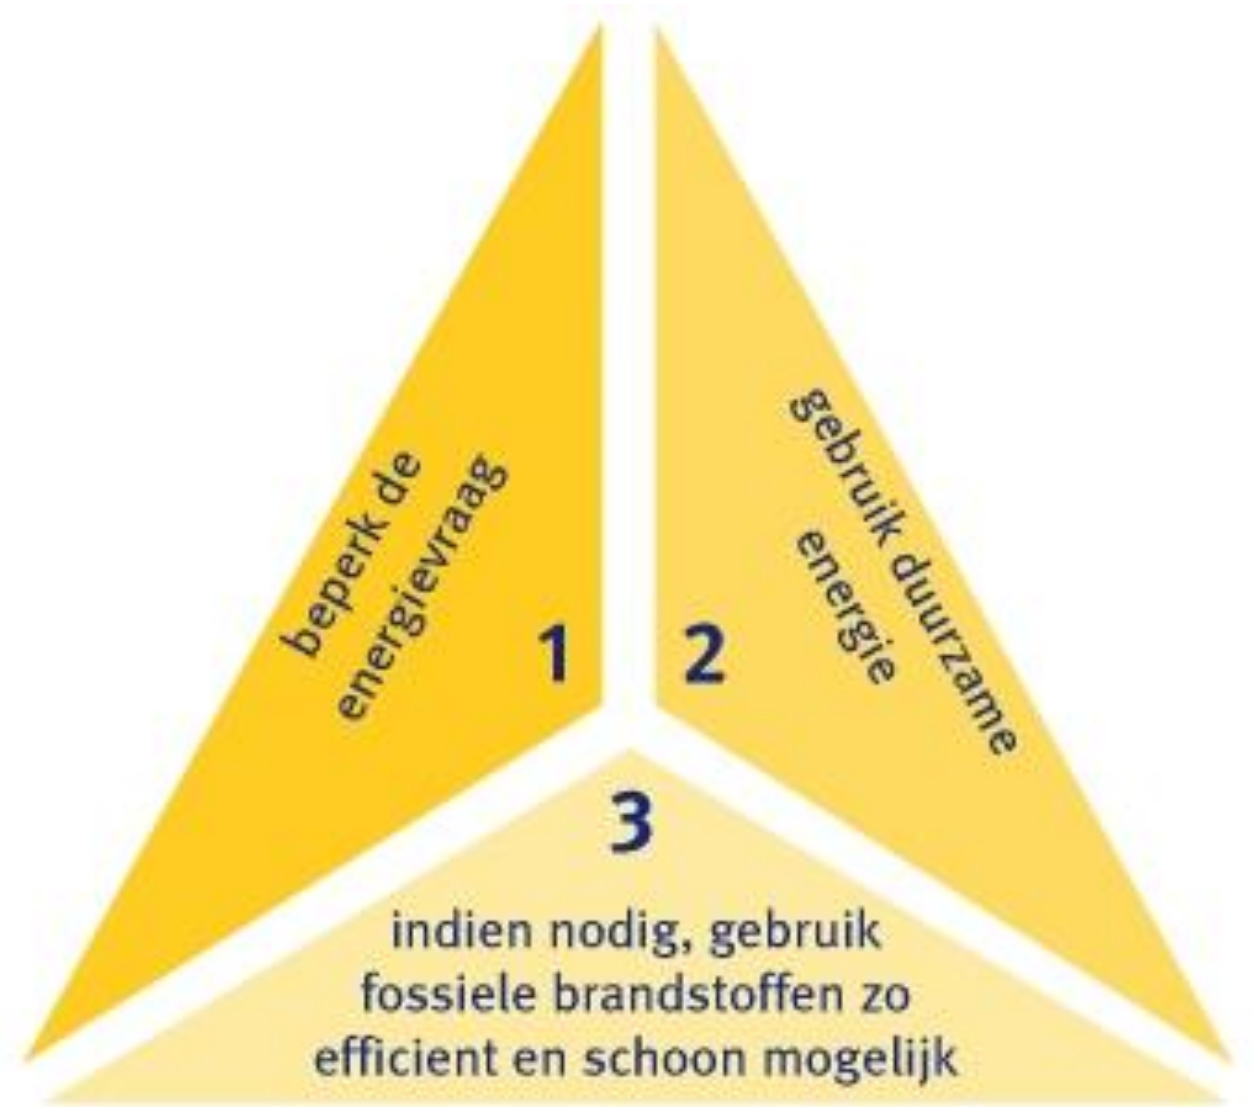 beperk de
energievraag
1
gebruik duurzame
energie
2
3
indien nodig, gebruik
fossiele brandstoffen zo
efficient en schoon mogelijk